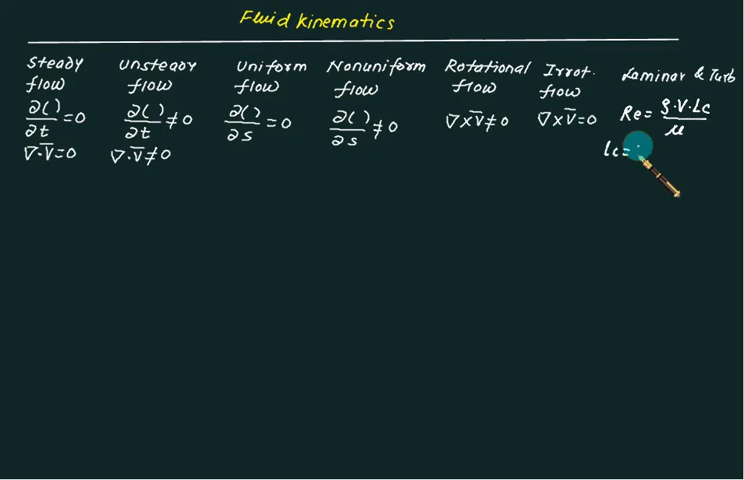 Fluid Kinematics
Steady flow
∂( )/∂t = 0
∇·V̅ = 0
Unsteady flow
∂( )/∂t ≠ 0
∇·V̅ ≠ 0
Uniform flow
∂( )/∂s = 0
Nonuniform flow
∂( )/∂s ≠ 0
Rotational flow
∇×V̅ ≠ 0
Irrot. flow
∇×V̅ = 0
Laminar & Turb
Re = ρ·V·Lc/μ
Lc =